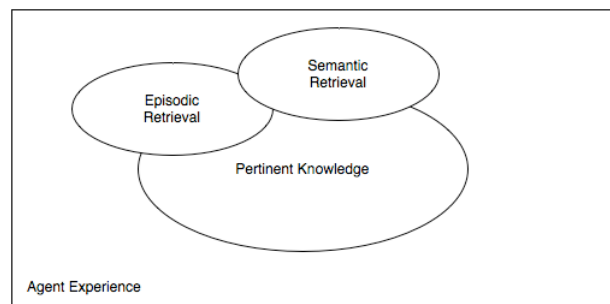 Semantic
Retrieval
Episodic
Retrieval
Pertinent Knowledge
Agent Experience